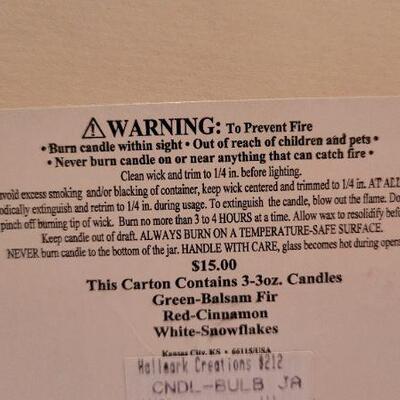 ⚠WARNING: To Prevent Fire
• Burn candle within sight • Out of reach of children and pets •
• Never burn candle on or near anything that can catch fire •
Clean wick and trim to 1/4 in. before lighting.
avoid excess smoking and/or blacking of container, keep wick centered and trimmed to 1/4 in. AT ALL
odically extinguish and retrim to 1/4 in. during usage. To extinguish the candle, blow out the flame. Do
pinch off burning tip of wick. Burn no more than 3 to 4 HOURS at a time. Allow wax to resolidify befo
Keep candle out of draft. ALWAYS BURN ON A TEMPERATURE-SAFE SURFACE.
NEVER burn candle to the bottom of the jar. HANDLE WITH CARE, glass becomes hot during opera
$15.00
This Carton Contains 3-3oz. Candles
Green-Balsam Fir
Red-Cinnamon
White-Snowflakes
Kansas City, KS • 66115/USA
Hallmark Creations #212
CNDL-BULB JA